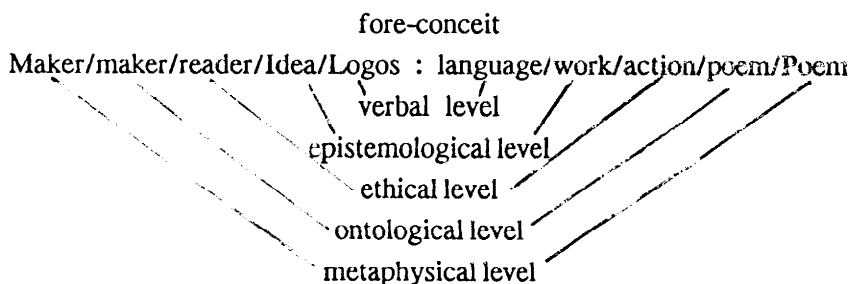 fore-conceit
Maker/maker/reader/Idea/Logos : language/work/action/poem/Poem
verbal level
epistemological level
ethical level
ontological level
metaphysical level